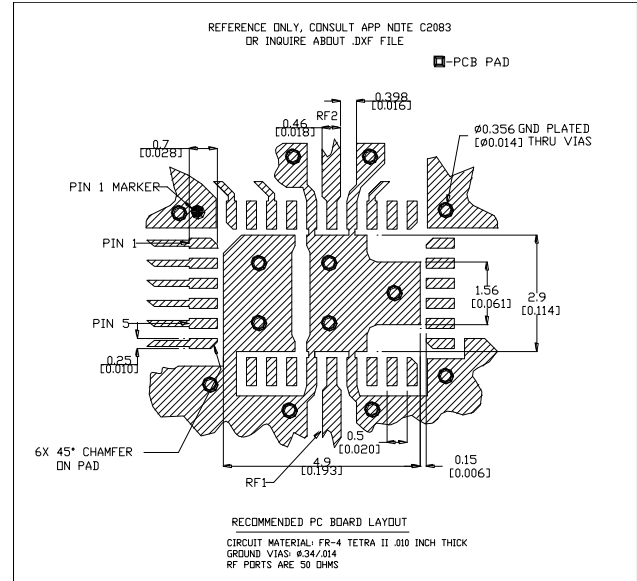 REFERENCE ONLY, CONSULT APP NOTE C2083
OR INQUIRE ABOUT .DXF FILE
-PCB PAD
0.398
[0.016]
RF2
0.46
[0.018]
0.7
[0.028]
Ø0.356 GND PLATED
[Ø0.014] THRU VIAS
PIN 1 MARKER
PIN 1
1.56
[0.061]
2.9
[0.114]
PIN 5
0.25
[0.010]
6X 45° CHAMFER
ON PAD
0.5
[0.020]
4.9
[0.193]
0.15
[0.006]
RF1
RECOMMENDED PC BOARD LAYOUT
CIRCUIT MATERIAL: FR-4 TETRA II .010 INCH THICK
GROUND VIAS: Ø.34/.014
RF PORTS ARE 50 OHMS